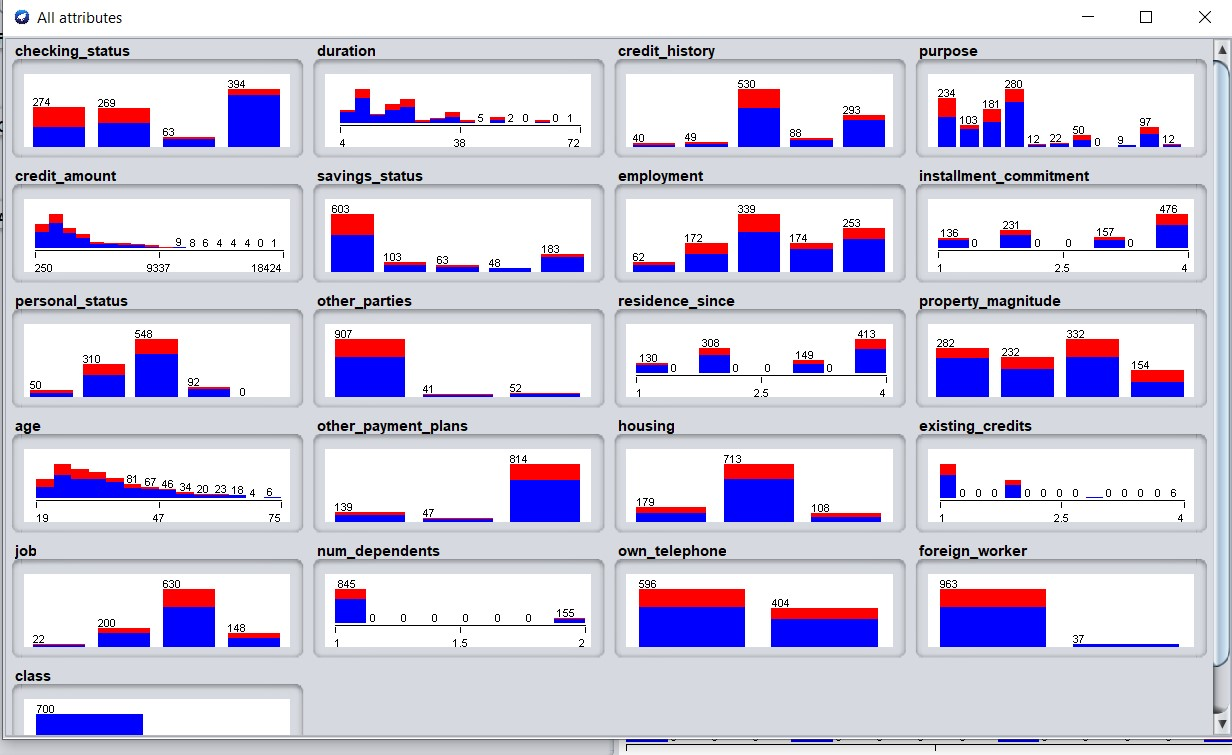 All attributes
checking_status duration credit_history purpose
274 269 63 394
5 2 0 0 1
4 38 72
40 49 530 88 293
234 103 181 280 12 22 50 0 9 97 12
credit_amount savings_status employment installment_commitment
9 8 6 4 4 4 0 1
250 9337 18424
603 103 63 48 183
62 172 339 174 253
136 0 231 0 0 157 0 476
1 2.5 4
personal_status other_parties residence_since property_magnitude
50 310 548 92 0
907 41 52
130 0 308 0 0 149 0 413
1 2.5 4
282 232 332 154
age other_payment_plans housing existing_credits
81 67 46 34 20 23 18 4 6
19 47 75
139 47 814
179 713 108
0 0 0 0 0 0 0 0 0 0 0 6
1 2.5 4
job num_dependents own_telephone foreign_worker
22 200 630 148
845 0 0 0 0 0 0 155
1 1.5 2
596 404
963 37
class
700